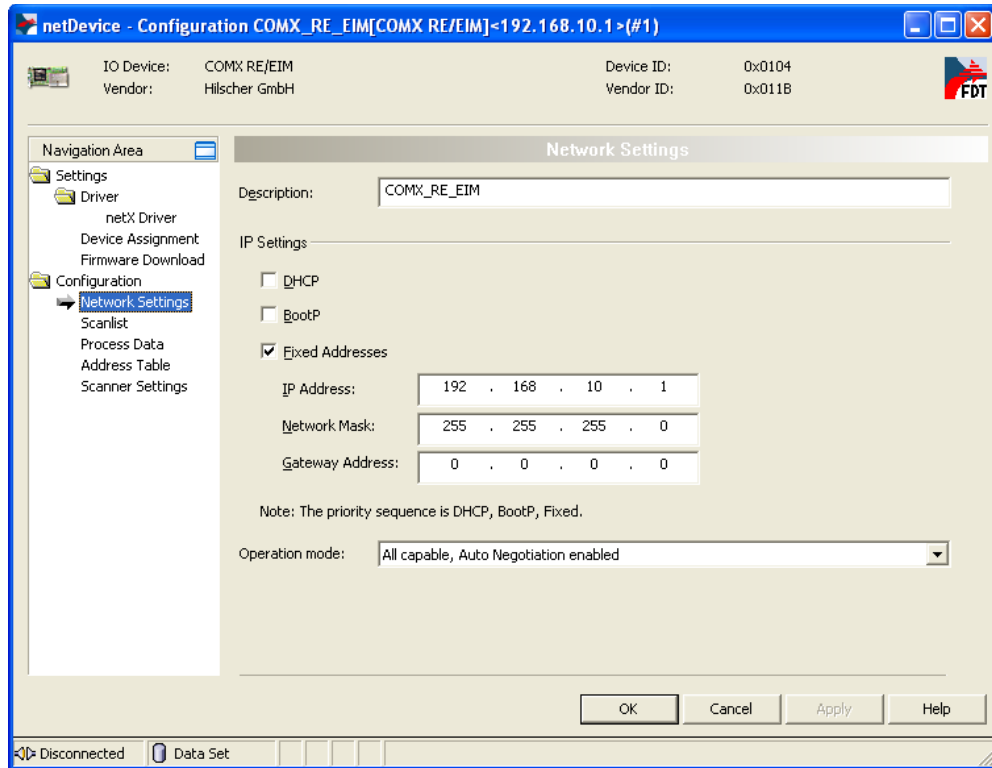 netDevice - Configuration COMX_RE_EIM[COMX RE/EIM]<192.168.10.1>(#1)
IO Device: COMX RE/EIM Device ID: 0x0104
Vendor: Hilscher GmbH Vendor ID: 0x011B
FDT
Navigation Area
Settings
Driver
netX Driver
Device Assignment
Firmware Download
Configuration
Network Settings
Scanlist
Process Data
Address Table
Scanner Settings
Network Settings
Description: COMX_RE_EIM
IP Settings
DHCP
BootP
Fixed Addresses
IP Address: 192 . 168 . 10 . 1
Network Mask: 255 . 255 . 255 . 0
Gateway Address: 0 . 0 . 0 . 0
Note: The priority sequence is DHCP, BootP, Fixed.
Operation mode: All capable, Auto Negotiation enabled
OK Cancel Apply Help
Disconnected Data Set